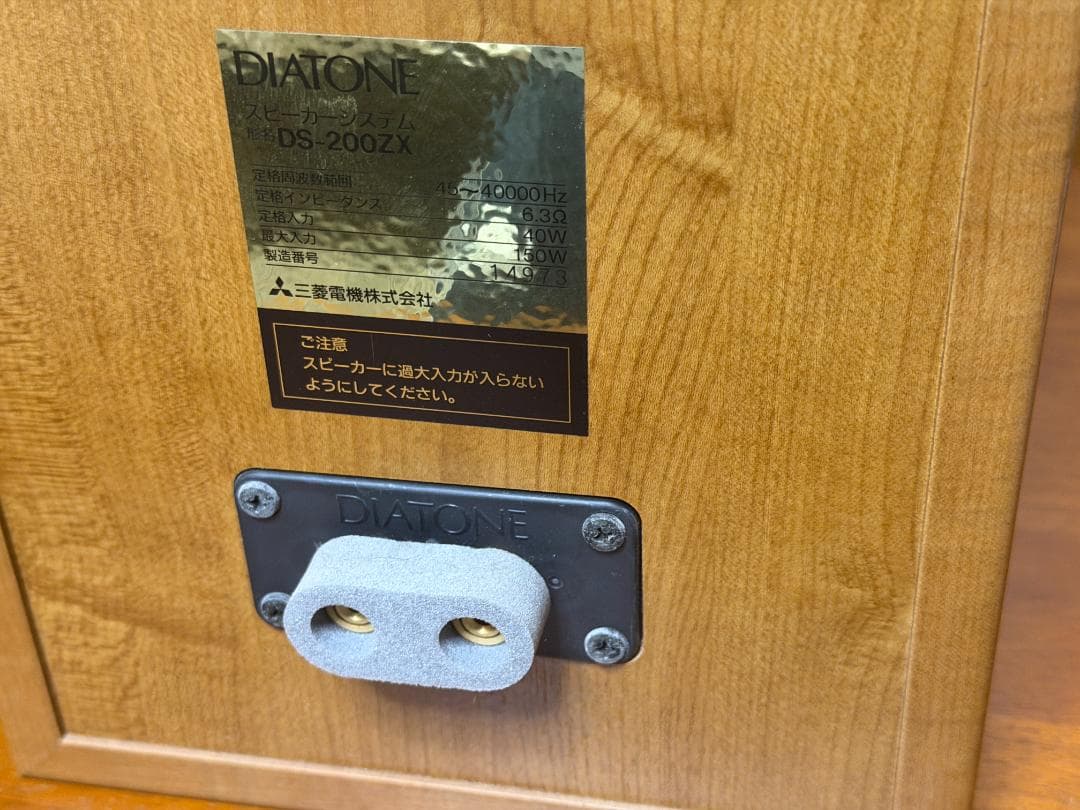 DIATONE
スピーカーシステム
形名 DS-200ZX
定格周波数範囲 45〜40000Hz
定格インピーダンス 6.3Ω
定格入力 40W
最大入力 150W
製造番号 14973
三菱電機株式会社
ご注意
スピーカーに過大入力が入らない
ようにしてください。
DIATONE